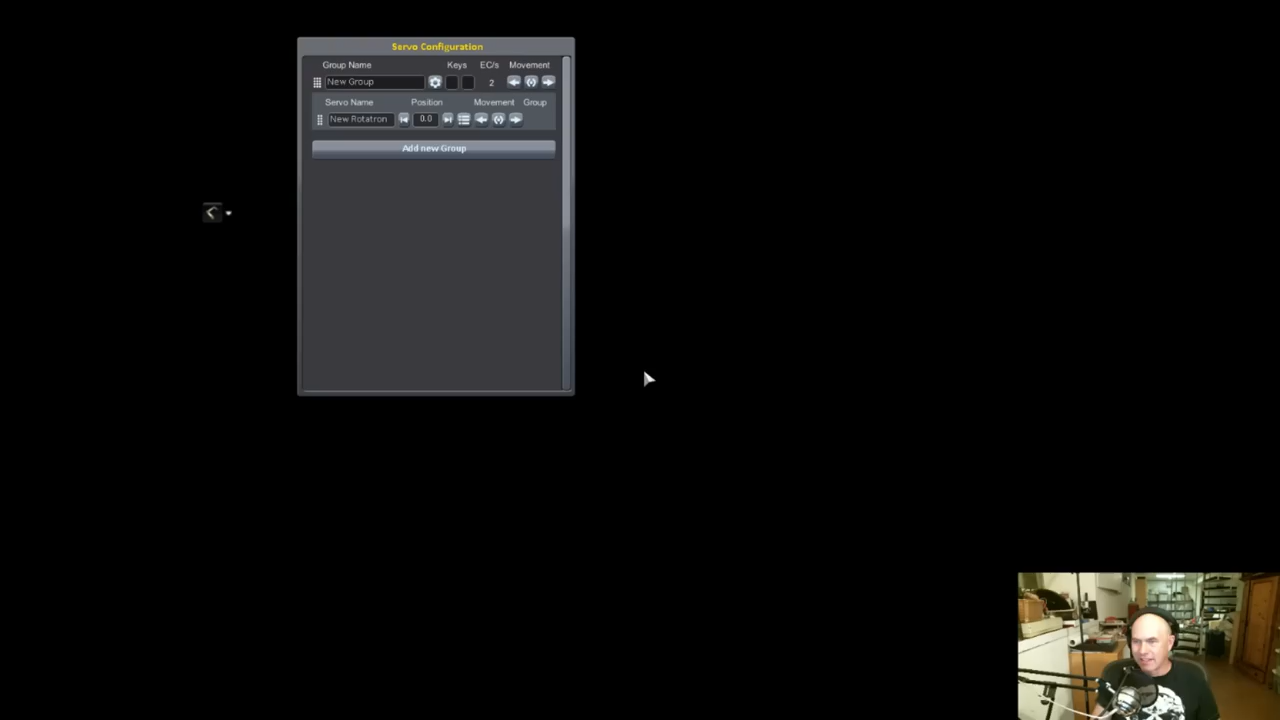 Servo Configuration
Group Name Keys EC/s Movement
New Group 2
Servo Name Position Movement Group
New Rotatron 0.0
Add new Group